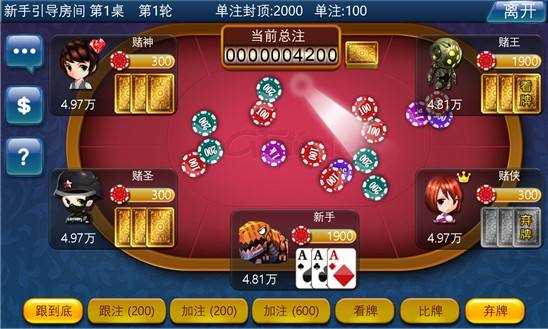 新手引导房间 第1桌 第1轮 单注封顶:2000 单注:100 离开
当前总注
0000004200
赌神
300
4.97万
赌王
1900
4.81万
看牌
$
?
赌圣
300
4.97万
赌侠
300
4.97万
弃牌
新手
1900
4.81万
A A A
200
100
跟到底 跟注 (200) 加注 (200) 加注 (600) 看牌 比牌 弃牌